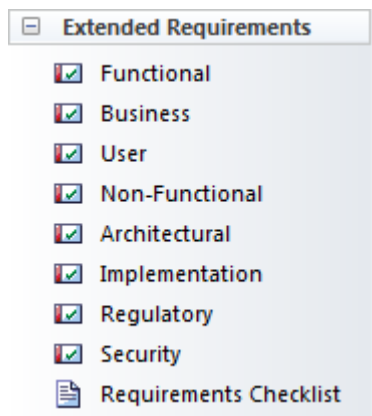 Extended Requirements
Functional
Business
User
Non-Functional
Architectural
Implementation
Regulatory
Security
Requirements Checklist